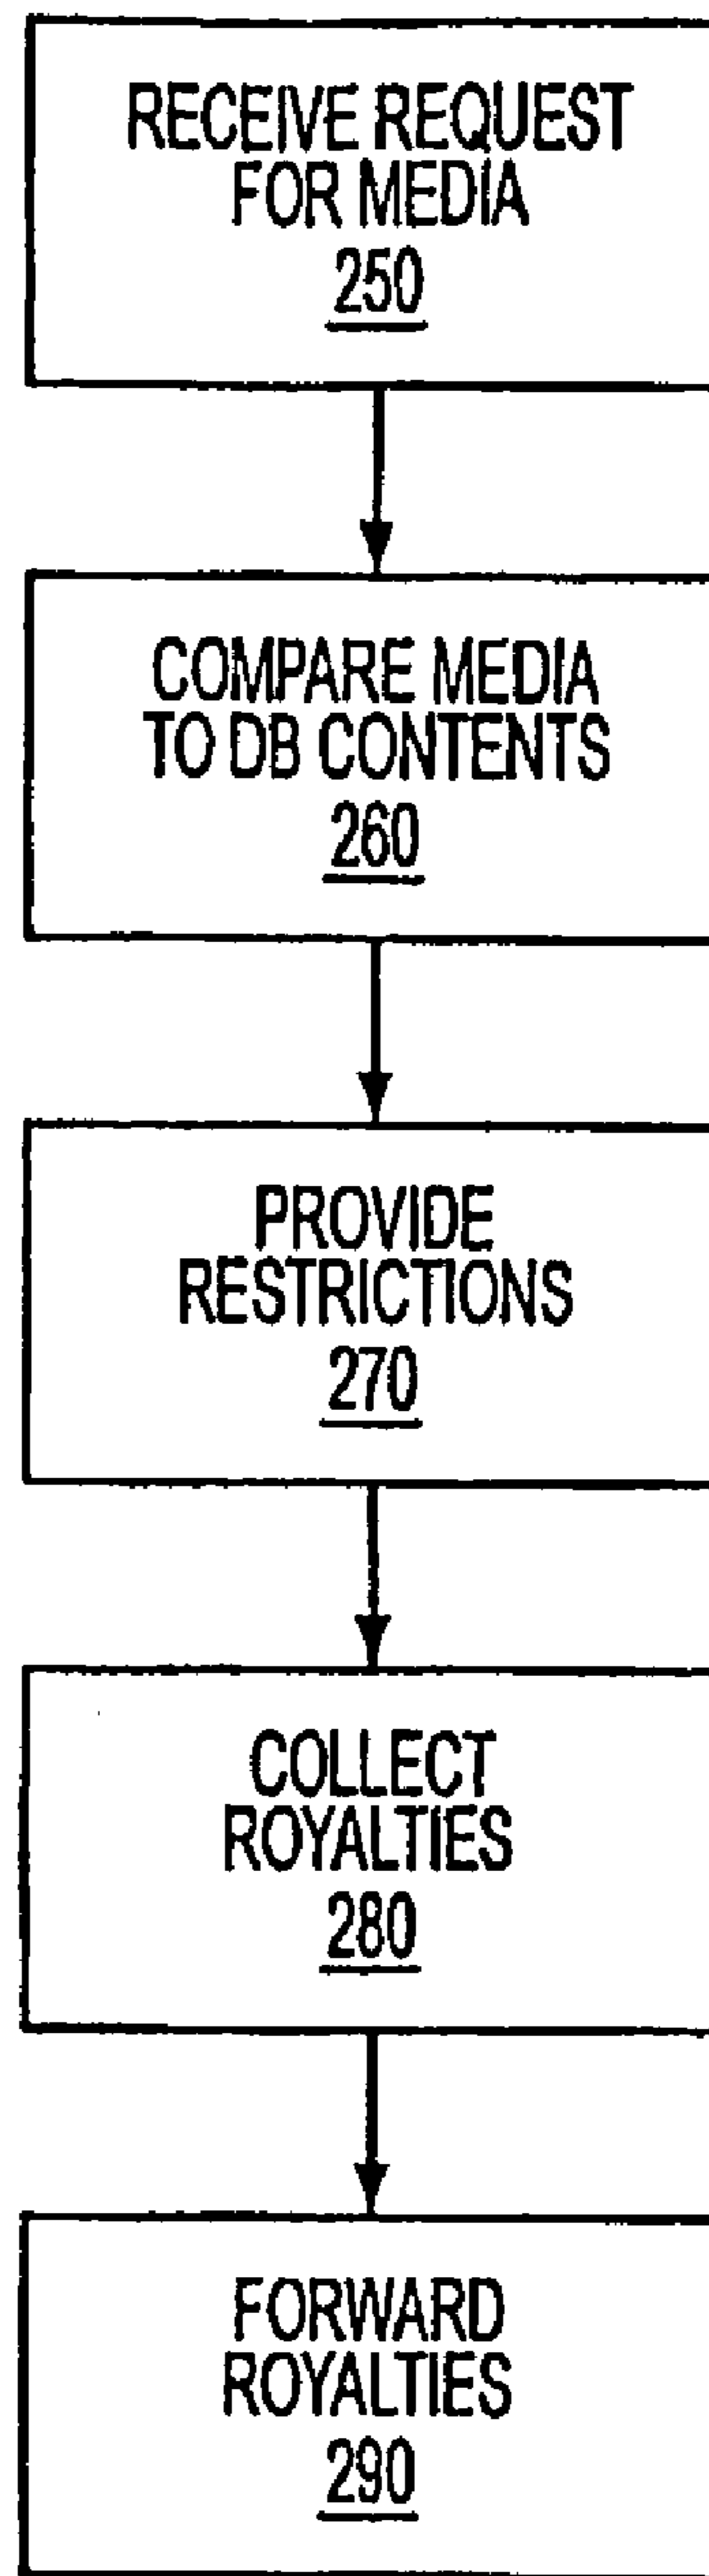 RECEIVE REQUEST
FOR MEDIA
250
COMPARE MEDIA
TO DB CONTENTS
260
PROVIDE
RESTRICTIONS
270
COLLECT
ROYALTIES
280
FORWARD
ROYALTIES
290